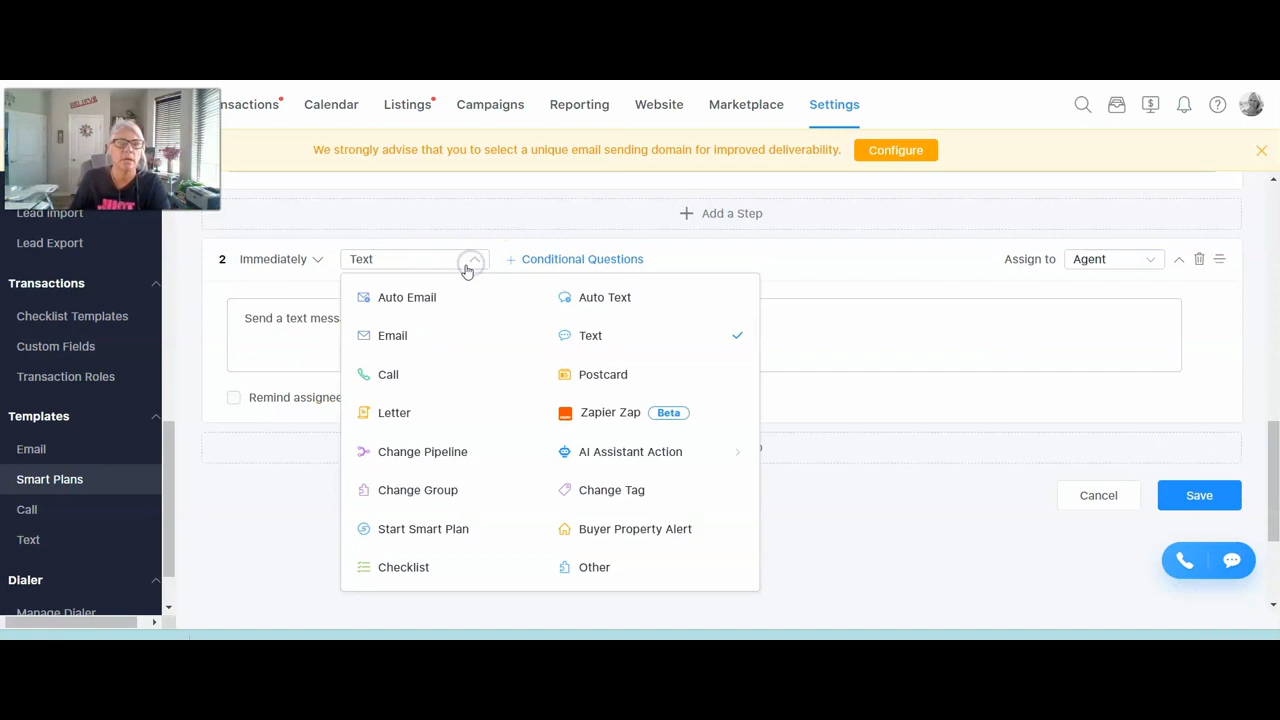 BELIEVE
JUST
nsactions
Calendar
Listings
Campaigns
Reporting
Website
Marketplace
Settings
We strongly advise that you to select a unique email sending domain for improved deliverability.
Configure
Lead Import
Lead Export
Transactions
Checklist Templates
Custom Fields
Transaction Roles
Templates
Email
Smart Plans
Call
Text
Dialer
Manage Dialer
Add a Step
2 Immediately Text + Conditional Questions Assign to Agent
Send a text mess
Remind assignee
Auto Email
Auto Text
Email
Text
Call
Postcard
Letter
Zapier Zap Beta
Change Pipeline
AI Assistant Action
Change Group
Change Tag
Start Smart Plan
Buyer Property Alert
Checklist
Other
Cancel
Save